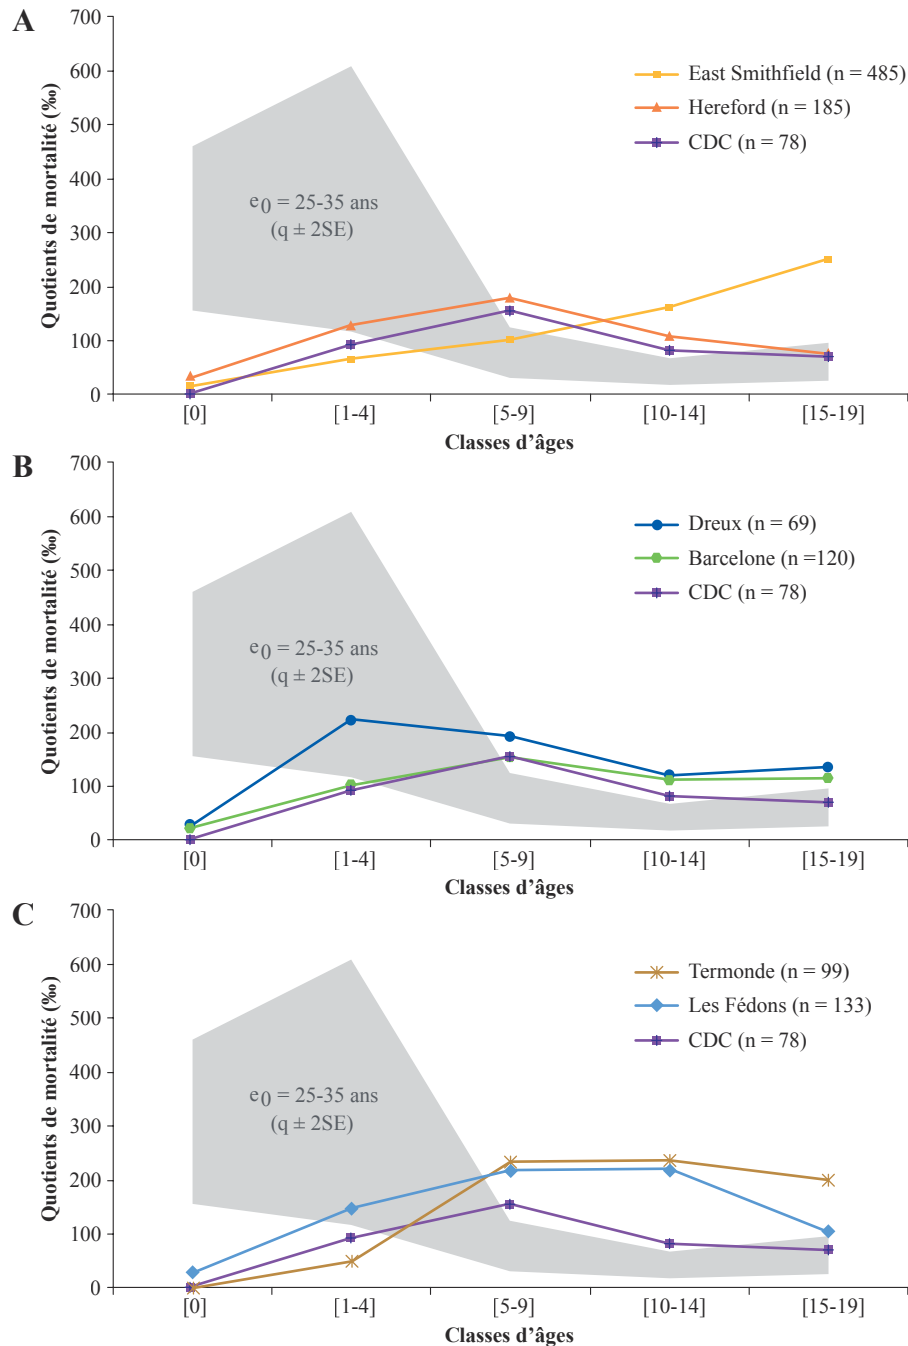 A
Quotients de mortalité (‰)
700
600
500
400
300
200
100
0
e0 = 25-35 ans
(q ± 2SE)
East Smithfield (n = 485)
Hereford (n = 185)
CDC (n = 78)
[0] [1-4] [5-9] [10-14] [15-19]
Classes d'âges
B
Quotients de mortalité (‰)
700
600
500
400
300
200
100
0
e0 = 25-35 ans
(q ± 2SE)
Dreux (n = 69)
Barcelone (n =120)
CDC (n = 78)
[0] [1-4] [5-9] [10-14] [15-19]
Classes d'âges
C
Quotients de mortalité (‰)
700
600
500
400
300
200
100
0
e0 = 25-35 ans
(q ± 2SE)
Termonde (n = 99)
Les Fédons (n = 133)
CDC (n = 78)
[0] [1-4] [5-9] [10-14] [15-19]
Classes d'âges